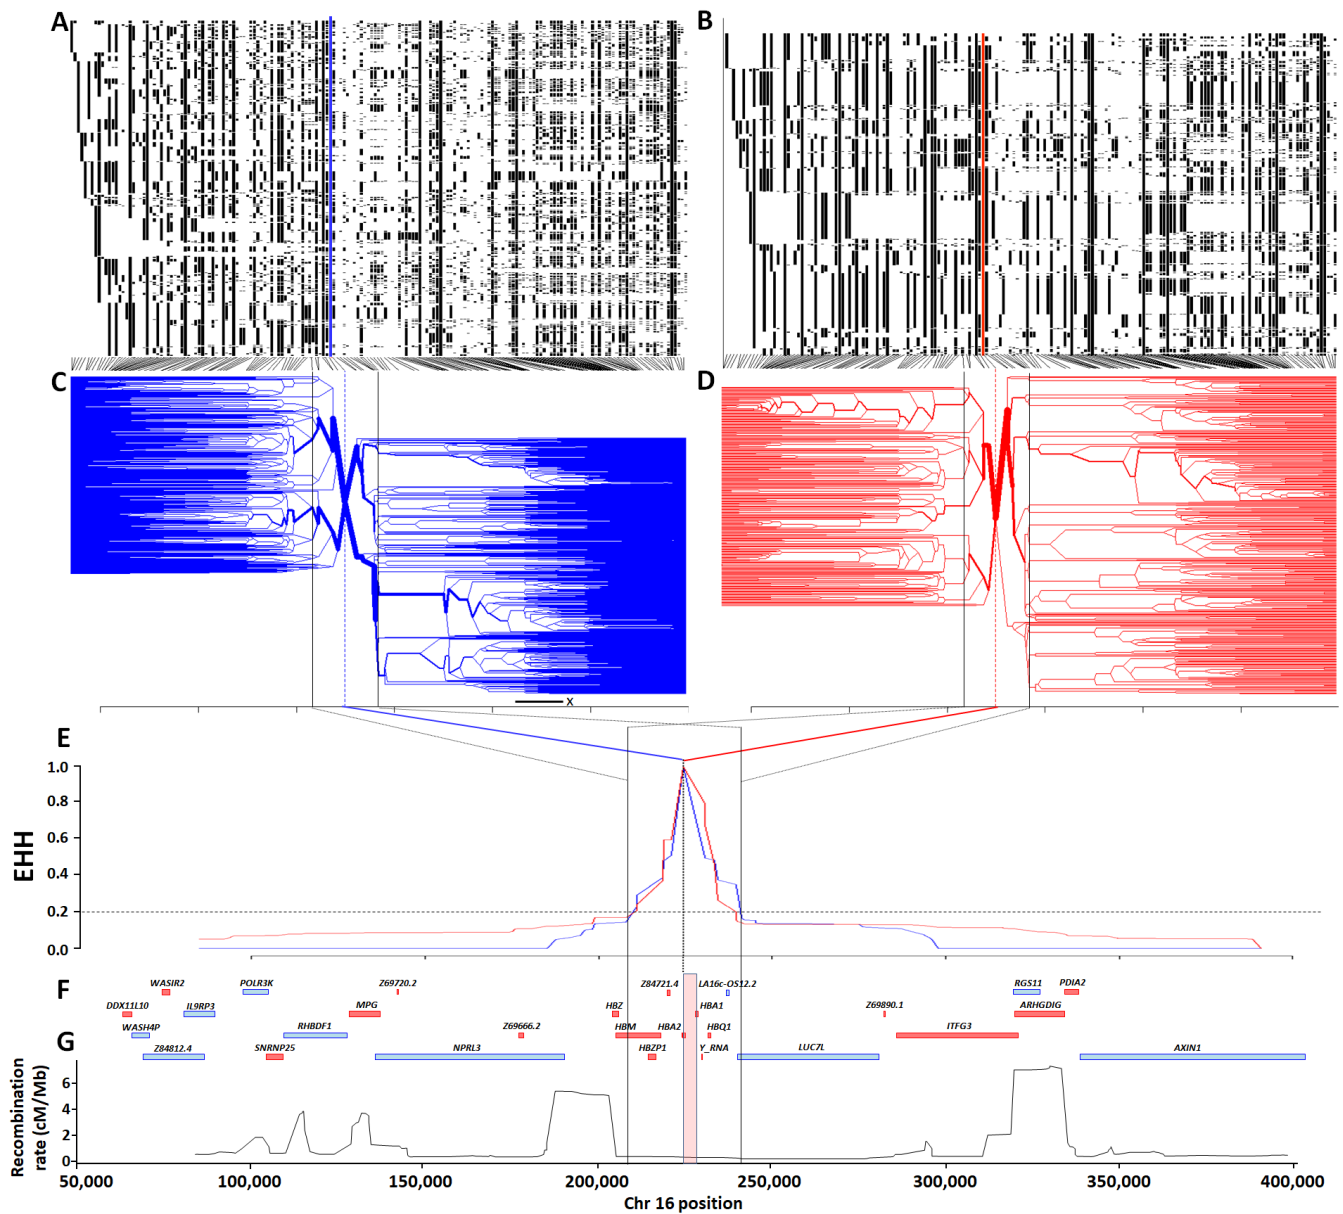 A
B
C
D
X
E
1.0
0.8
0.6
0.4
0.2
0.0
EHH
F
WASIR2
POLR3K
Z69720.2
Z84721.4
LA16c-OS12.2
RGS11
PDIA2
DDX11L10
IL9RP3
MPG
HBZ
HBA1
Z69890.1
ARHGDIG
WASH4P
RHBDF1
Z69666.2
HBM
HBA2
HBQ1
ITFG3
G
Z84812.4
SNRNP25
NPRL3
HBZP1
Y_RNA
LUC7L
AXIN1
Recombination
rate (cM/Mb)
6
4
2
0
50,000
100,000
150,000
200,000
250,000
300,000
350,000
400,000
Chr 16 position